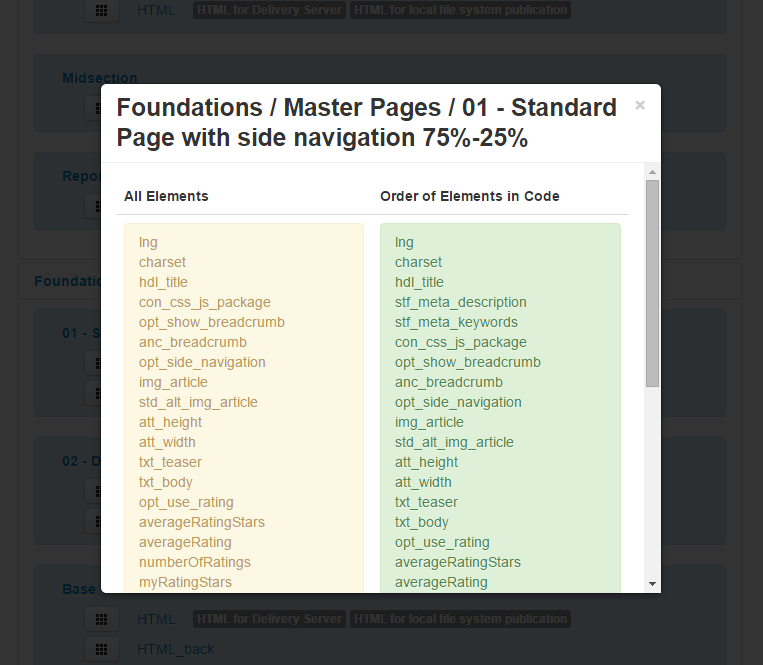 HTML HTML for Delivery Server HTML for local file system publication
Midsection
Foundations / Master Pages / 01 - Standard
Page with side navigation 75%-25%
×
Repor
All Elements
Order of Elements in Code
lng
charset
hdl_title
con_css_js_package
opt_show_breadcrumb
anc_breadcrumb
opt_side_navigation
img_article
std_alt_img_article
att_height
att_width
txt_teaser
txt_body
opt_use_rating
averageRatingStars
averageRating
numberOfRatings
myRatingStars
lng
charset
hdl_title
stf_meta_description
stf_meta_keywords
con_css_js_package
opt_show_breadcrumb
anc_breadcrumb
opt_side_navigation
img_article
std_alt_img_article
att_height
att_width
txt_teaser
txt_body
opt_use_rating
averageRatingStars
averageRating
Foundatio
01 - S
02 - D
Base
HTML HTML for Delivery Server HTML for local file system publication
HTML_back